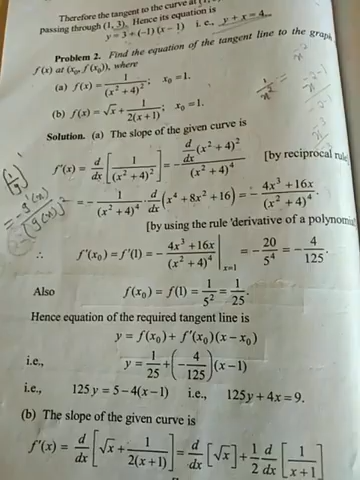 Therefore the tangent to the curve at (1,
passing through (1, 3). Hence its equation is
y = 3 + (-1) (x - 1) i.e., y + x = 4.
Problem 2. Find the equation of the tangent line to the graph
f(x) at (x₀, f(x₀)), where
(a) f(x) = 1/(x² + 4)²; x₀ = 1.
(b) f(x) = √x + 1/2(x + 1); x₀ = 1.
Solution. (a) The slope of the given curve is
f'(x) = d/dx [1/(x² + 4)²] = - d/dx (x² + 4)²/(x² + 4)⁴ [by reciprocal rule
= - 1/(x² + 4)⁴ · d/dx (x⁴ + 8x² + 16) = - 4x³ + 16x/(x² + 4)⁴.
[by using the rule 'derivative of a polynomial
∴ f'(x₀) = f'(1) = - 4x³ + 16x/(x² + 4)⁴ |x=1 = - 20/5⁴ = - 4/125.
Also f(x₀) = f(1) = 1/5² = 1/25.
Hence equation of the required tangent line is
y = f(x₀) + f'(x₀)(x - x₀)
i.e., y = 1/25 + (- 4/125)(x - 1)
i.e., 125y = 5 - 4(x - 1) i.e., 125y + 4x = 9.
(b) The slope of the given curve is
f'(x) = d/dx [√x + 1/2(x + 1)] = d/dx [√x] + 1/2 d/dx [1/x + 1]